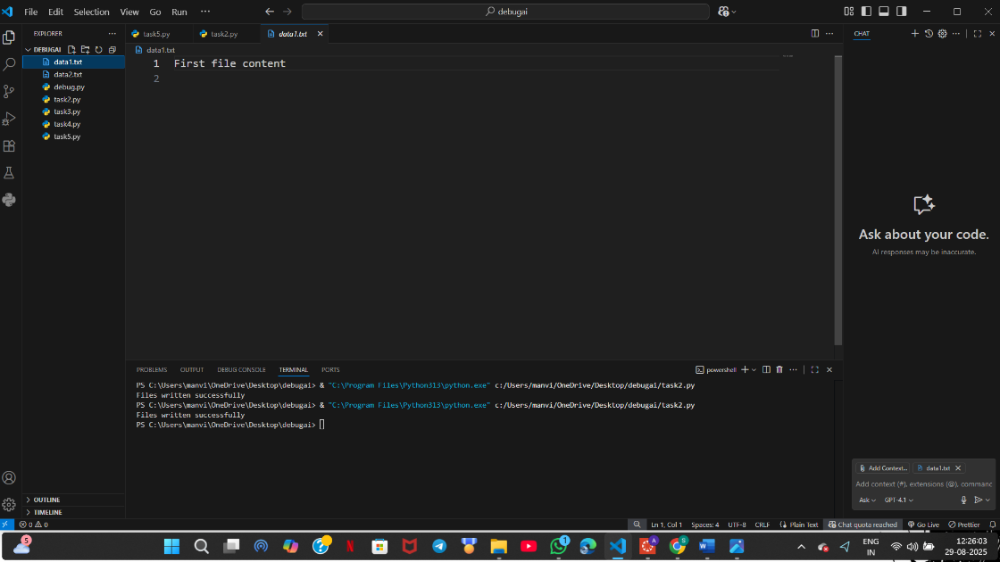 File Edit Selection View Go Run ··· debugai
EXPLORER ···
DEBUGAI
data1.txt
data2.txt
debug.py
task2.py
task3.py
task4.py
task5.py
OUTLINE
TIMELINE
task5.py task2.py data1.txt
data1.txt
1 First file content
2
PROBLEMS OUTPUT DEBUG CONSOLE TERMINAL PORTS powershell
PS C:\Users\manvi\OneDrive\Desktop\debugai> & "C:\Program Files\Python313\python.exe" c:/Users/manvi/OneDrive/Desktop/debugai/task2.py
Files written successfully
PS C:\Users\manvi\OneDrive\Desktop\debugai> & "C:\Program Files\Python313\python.exe" c:/Users/manvi/OneDrive/Desktop/debugai/task2.py
Files written successfully
PS C:\Users\manvi\OneDrive\Desktop\debugai>
CHAT
Ask about your code.
AI responses may be inaccurate.
Add Context... data1.txt
Add context (#), extensions (@), command
Ask GPT-4.1
0 0 Ln 1, Col 1 Spaces: 4 UTF-8 CRLF Plain Text Chat quota reached Go Live Prettier
5 1 A S ENG 12:26:03
IN 29-08-2025